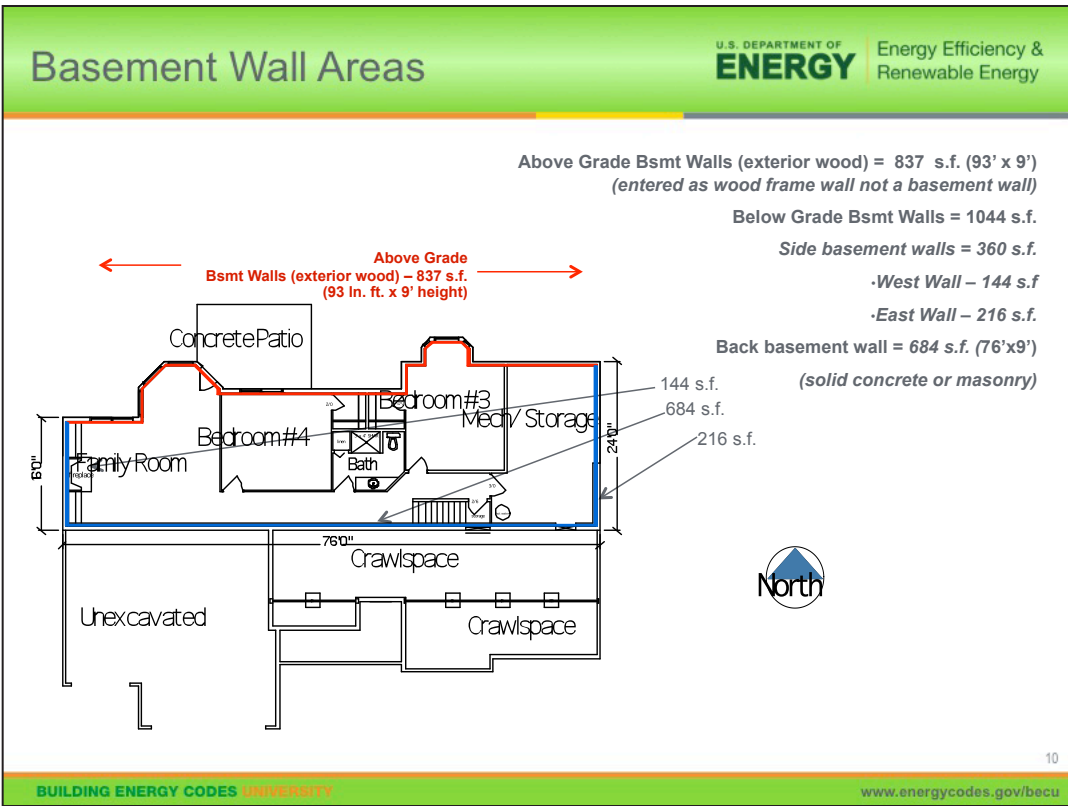 Basement Wall Areas
U.S. DEPARTMENT OF
ENERGY
Energy Efficiency &
Renewable Energy
Above Grade Bsmt Walls (exterior wood) = 837 s.f. (93' x 9')
(entered as wood frame wall not a basement wall)
Below Grade Bsmt Walls = 1044 s.f.
Side basement walls = 360 s.f.
•West Wall – 144 s.f
•East Wall – 216 s.f.
Back basement wall = 684 s.f. (76'x9')
(solid concrete or masonry)
Above Grade
Bsmt Walls (exterior wood) – 837 s.f.
(93 ln. ft. x 9' height)
Concrete Patio
144 s.f.
684 s.f.
216 s.f.
Bedroom #3
Mech/ Storage
Bedroom #4
Bath
Family Room
fireplace
24'0"
76'0"
Crawlspace
Unexcavated
Crawlspace
North
10
BUILDING ENERGY CODES UNIVERSITY
www.energycodes.gov/becu